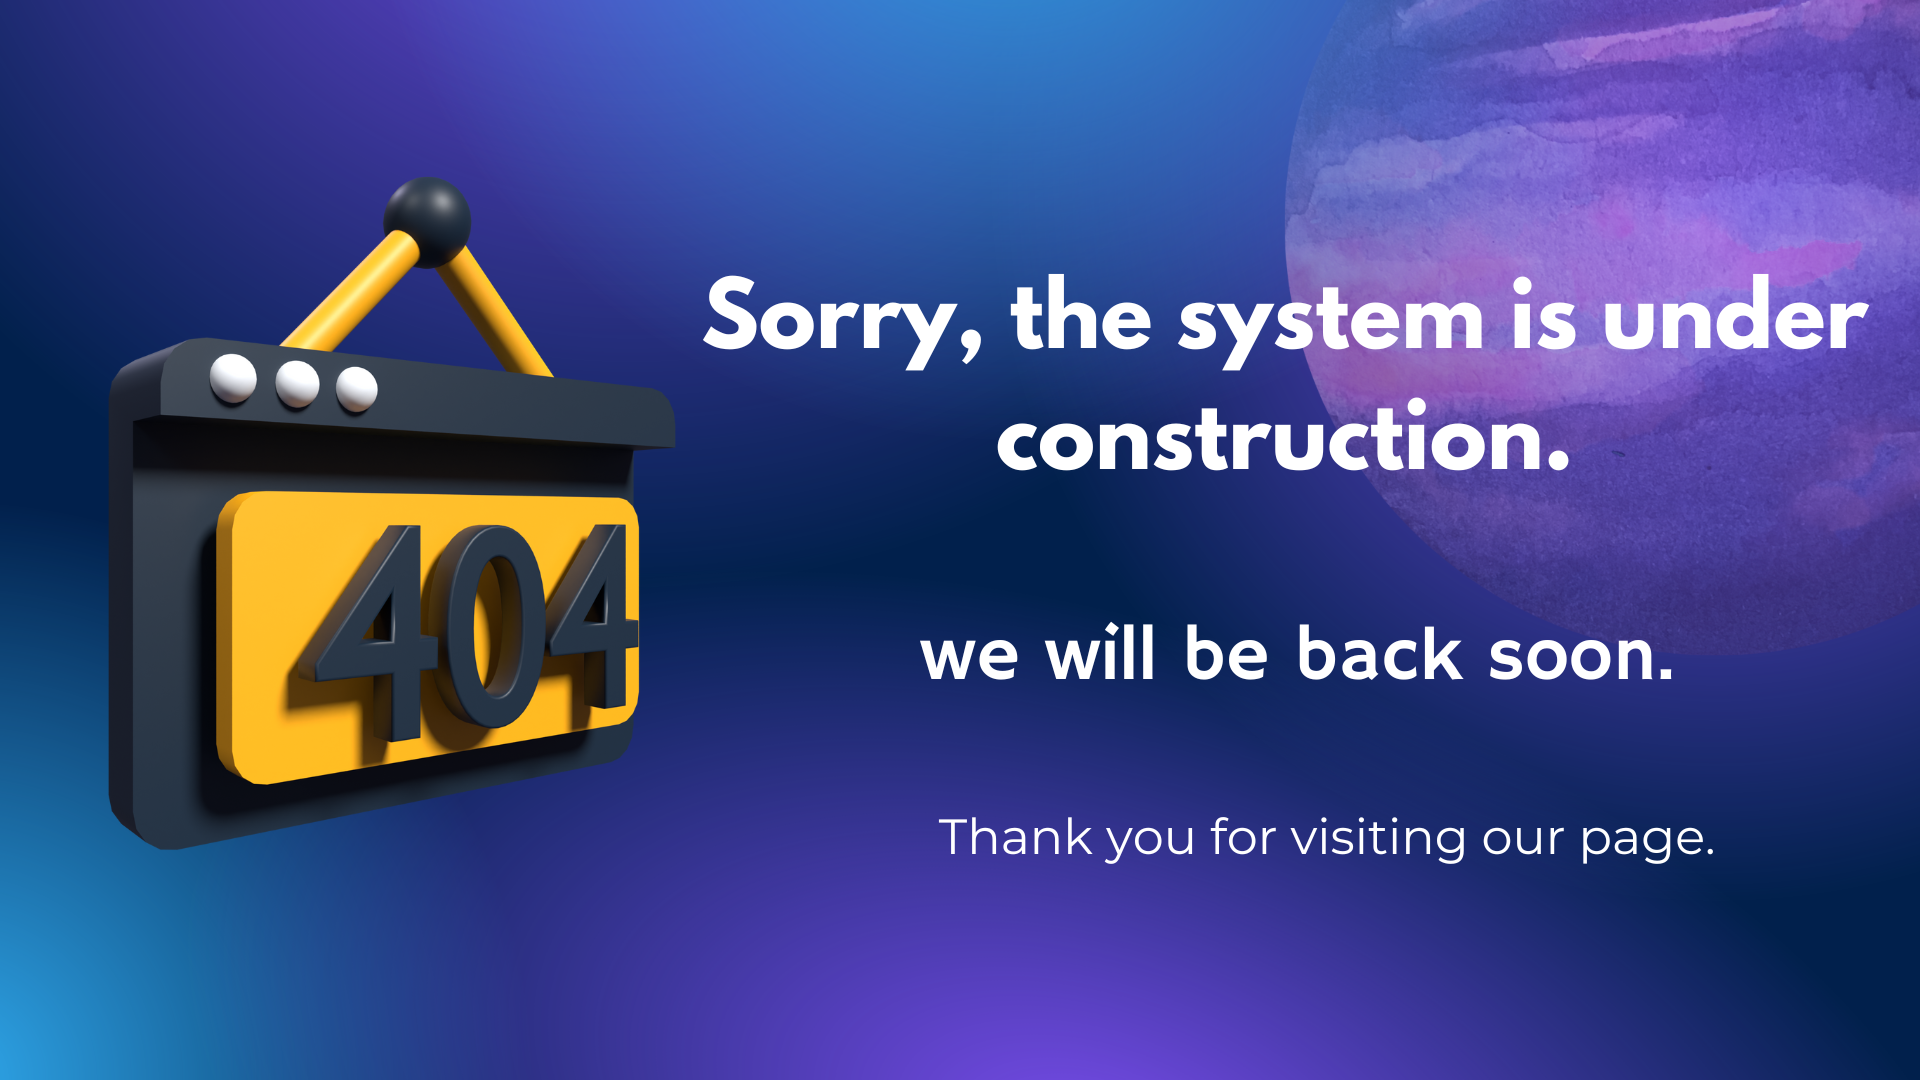 404
Sorry, the system is under
construction.
we will be back soon.
Thank you for visiting our page.